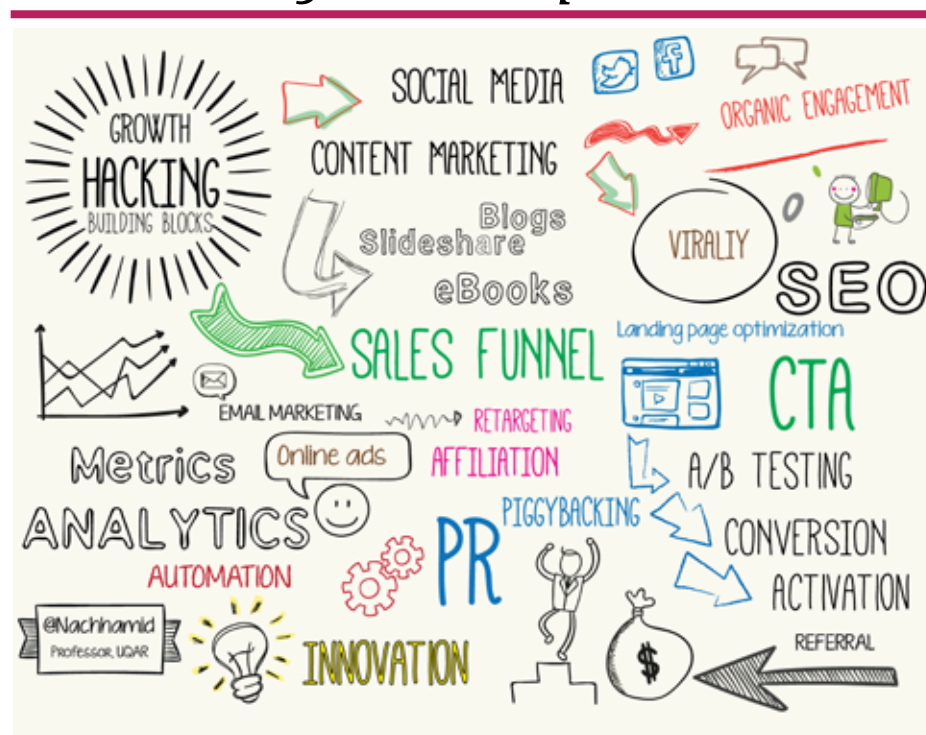 GROWTH
HACKING
BUILDING BLOCKS
SOCIAL MEDIA
ORGANIC ENGAGEMENT
CONTENT MARKETING
Blogs
Slideshare
eBooks
VIRALIY
SEO
Landing page optimization
SALES FUNNEL
CTA
EMAIL MARKETING
RETARGETING
Metrics
Online ads
AFFILIATION
A/B TESTING
ANALYTICS
PIGGYBACKING
PR
CONVERSION
AUTOMATION
ACTIVATION
@Nachhamid
Professor, UQAR
INNOVATION
$
REFERRAL